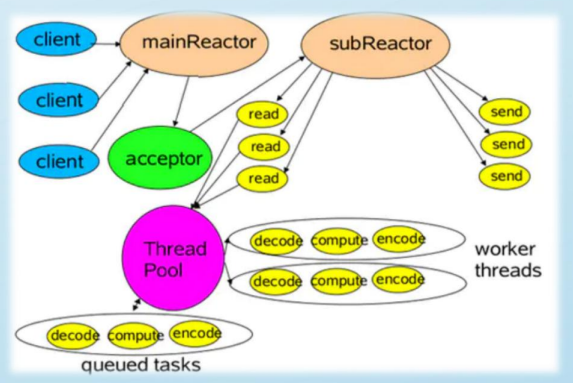 client
mainReactor
subReactor
client
read
send
acceptor
read
send
client
read
send
Thread
Pool
decode compute encode
worker
threads
decode compute encode
decode compute encode
queued tasks